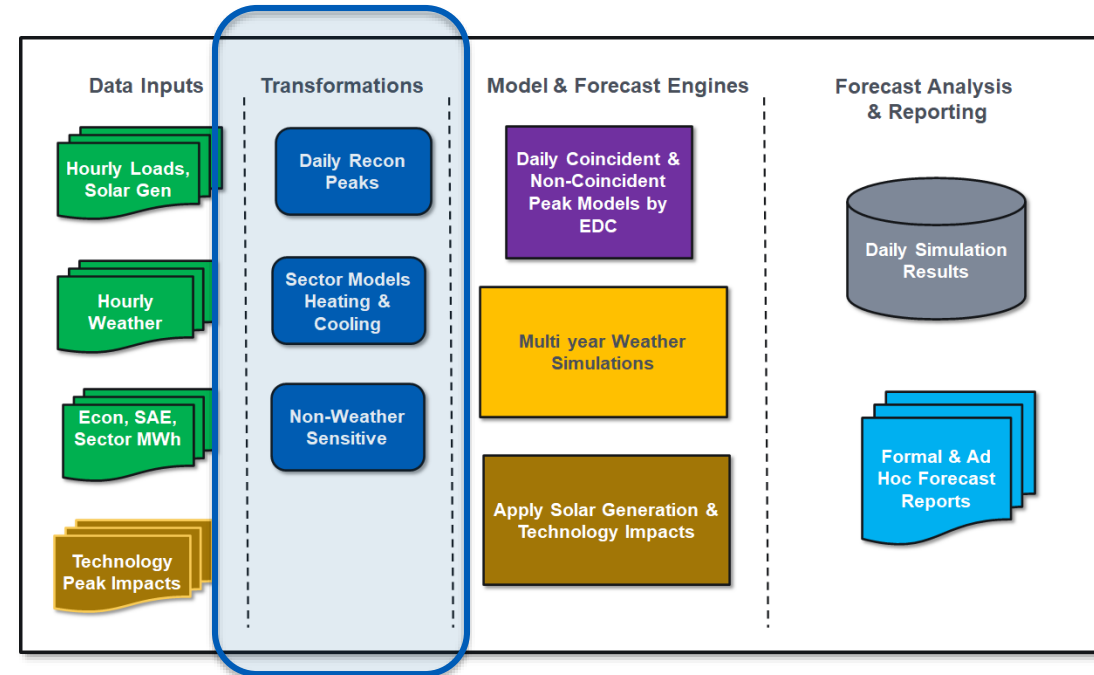 Data Inputs
Hourly Loads,
Solar Gen
Hourly
Weather
Econ, SAE,
Sector MWh
Technology
Peak Impacts
Transformations
Daily Recon
Peaks
Sector Models
Heating &
Cooling
Non-Weather
Sensitive
Model & Forecast Engines
Daily Coincident &
Non-Coincident
Peak Models by
EDC
Multi year Weather
Simulations
Apply Solar Generation &
Technology Impacts
Forecast Analysis
& Reporting
Daily Simulation
Results
Formal & Ad
Hoc Forecast
Reports